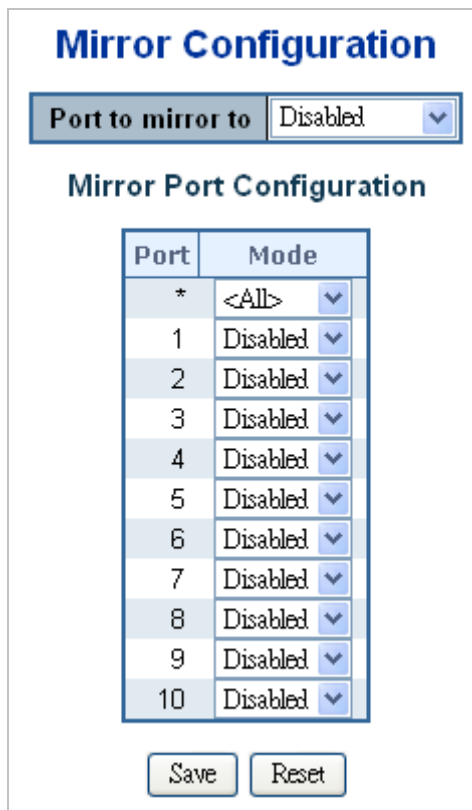 Mirror Configuration
Port to mirror to Disabled
Mirror Port Configuration
Port Mode
* <All>
1 Disabled
2 Disabled
3 Disabled
4 Disabled
5 Disabled
6 Disabled
7 Disabled
8 Disabled
9 Disabled
10 Disabled
Save Reset